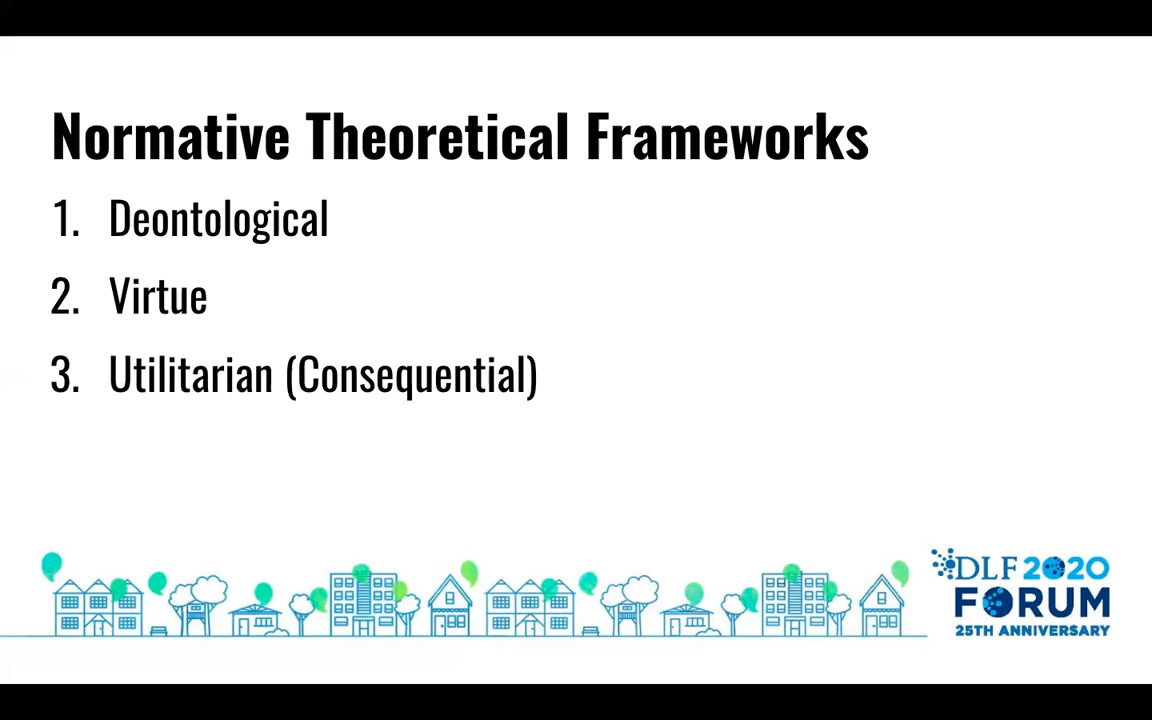 Normative Theoretical Frameworks
1. Deontological
2. Virtue
3. Utilitarian (Consequential)
DLF 2020
FORUM
25TH ANNIVERSARY